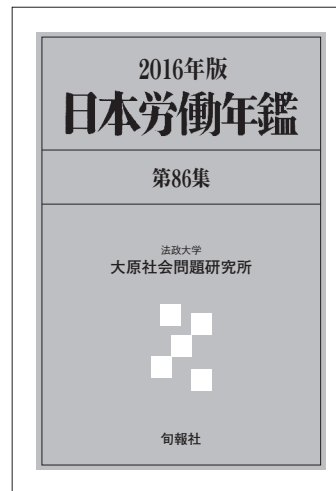 2016年版
日本労働年鑑
第86集
法政大学
大原社会問題研究所
旬報社